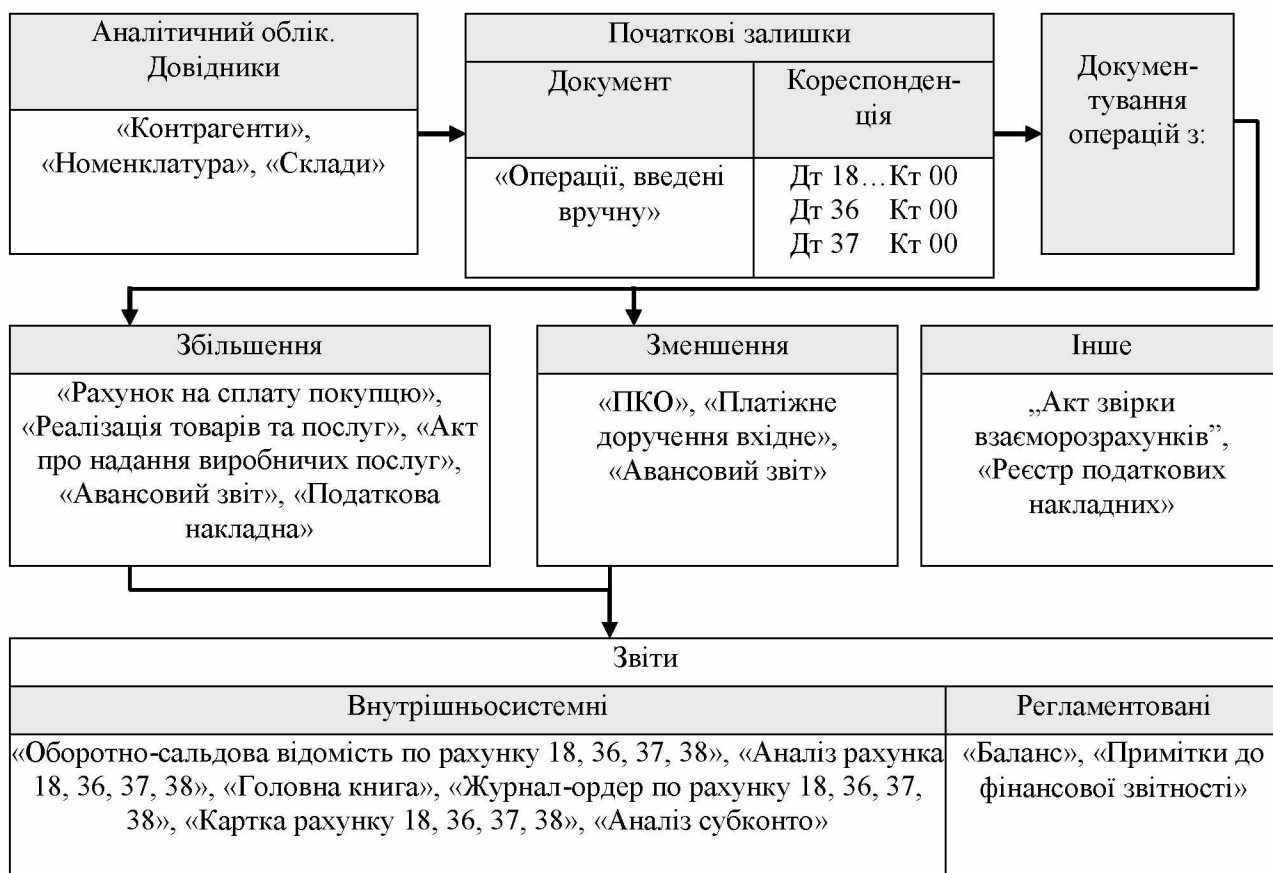 Аналітичний облік.
Довідники
«Контрагенти»,
«Номенклатура», «Склади»
Початкові залишки
Документ
Кореспонден-
ція
«Операції, введені
вручну»
Дт 18…Кт 00
Дт 36 Кт 00
Дт 37 Кт 00
Докумен-
тування
операцій з:
Збільшення
«Рахунок на сплату покупцю»,
«Реалізація товарів та послуг», «Акт
про надання виробничих послуг»,
«Авансовий звіт», «Податкова
накладна»
Зменшення
«ПКО», «Платіжне
доручення вхідне»,
«Авансовий звіт»
Інше
„Акт звірки
взаєморозрахунків”,
«Реєстр податкових
накладних»
Звіти
Внутрішньосистемні
«Оборотно-сальдова відомість по рахунку 18, 36, 37, 38», «Аналіз рахунка
18, 36, 37, 38», «Головна книга», «Журнал-ордер по рахунку 18, 36, 37,
38», «Картка рахунку 18, 36, 37, 38», «Аналіз субконто»
Регламентовані
«Баланс», «Примітки до
фінансової звітності»